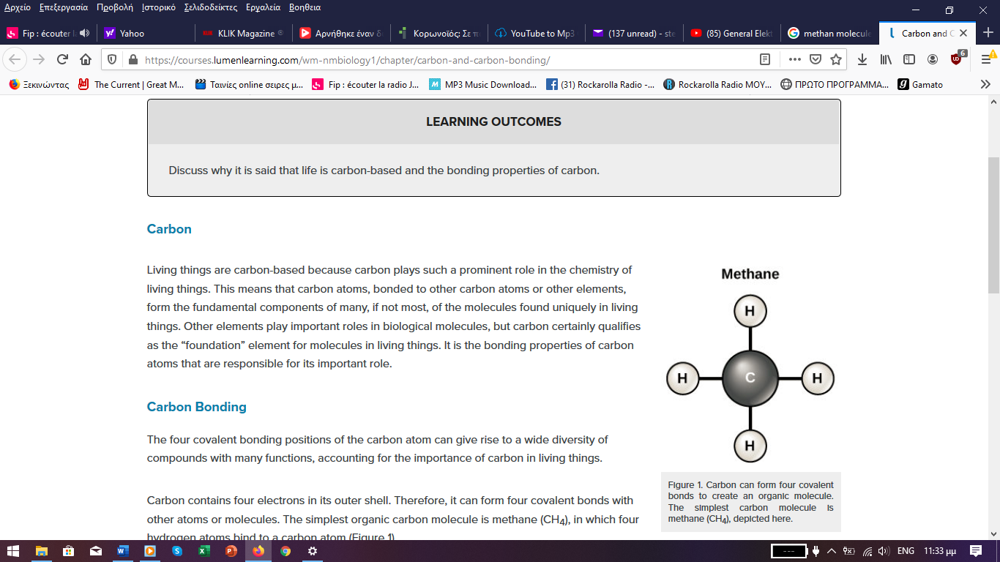 Αρχείο Επεξεργασία Προβολή Ιστορικό Σελιδοδείκτες Εργαλεία Βοηθεια
Fip : écouter l Yahoo KLIK Magazine Αρνήθηκε έναν Κορωνοϊός: Σε YouTube to Mp3 (137 unread) - ste (85) General Elekt methan molecule Carbon and C
https://courses.lumenlearning.com/wm-nmbiology1/chapter/carbon-and-carbon-bonding/ 6
Ξεκινώντας The Current | Great M... Ταινίες online σειρες μ... Fip : écouter la radio J... MP3 Music Download... (31) Rockarolla Radio -... Rockarolla Radio ΜΟΥ... ΠΡΩΤΟ ΠΡΟΓΡΑΜΜΑ... Gamato
LEARNING OUTCOMES
Discuss why it is said that life is carbon-based and the bonding properties of carbon.
Carbon
Living things are carbon-based because carbon plays such a prominent role in the chemistry of
living things. This means that carbon atoms, bonded to other carbon atoms or other elements,
form the fundamental components of many, if not most, of the molecules found uniquely in living
things. Other elements play important roles in biological molecules, but carbon certainly qualifies
as the “foundation” element for molecules in living things. It is the bonding properties of carbon
atoms that are responsible for its important role.
Carbon Bonding
The four covalent bonding positions of the carbon atom can give rise to a wide diversity of
compounds with many functions, accounting for the importance of carbon in living things.
Carbon contains four electrons in its outer shell. Therefore, it can form four covalent bonds with
other atoms or molecules. The simplest organic carbon molecule is methane (CH4), in which four
hydrogen atoms bind to a carbon atom (Figure 1).
Methane
H
H C H
H
Figure 1. Carbon can form four covalent
bonds to create an organic molecule.
The simplest carbon molecule is
methane (CH4), depicted here.
--- ENG 11:33 μμ